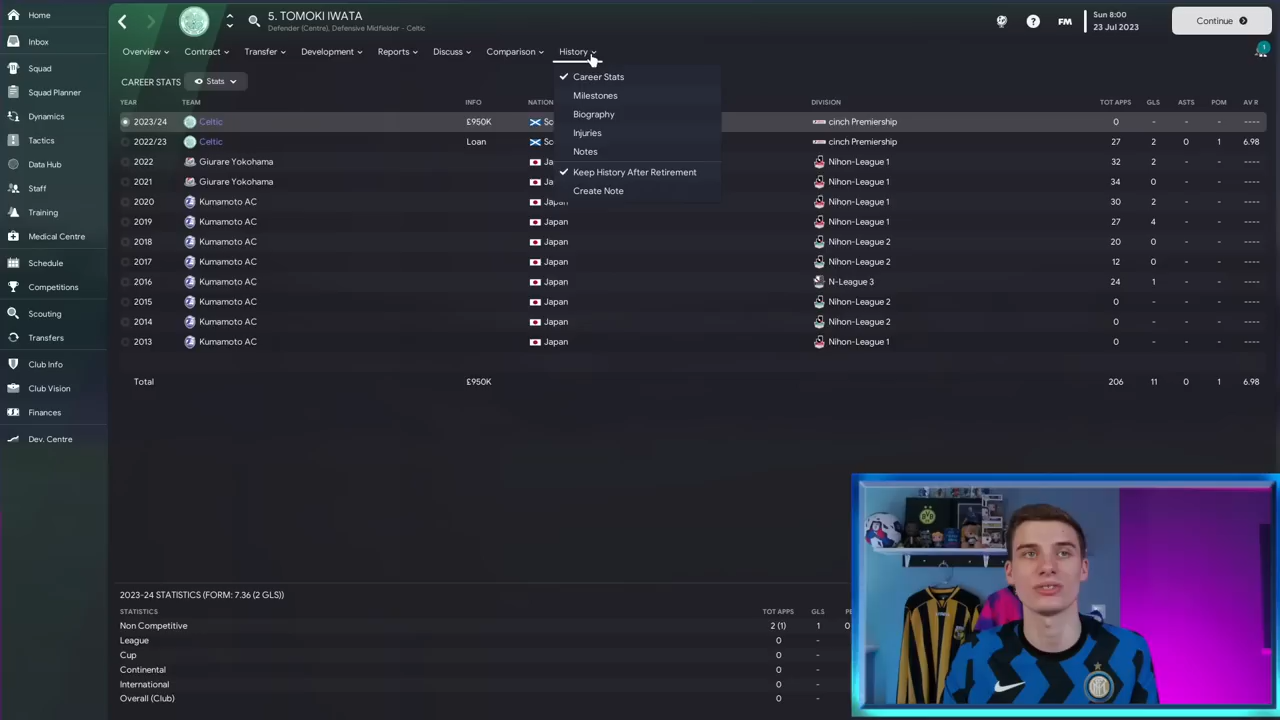 Home
Inbox
Squad
Squad Planner
Dynamics
Tactics
Data Hub
Staff
Training
Medical Centre
Schedule
Competitions
Scouting
Transfers
Club Info
Club Vision
Finances
Dev. Centre
5. TOMOKI IWATA
Defender (Centre), Defensive Midfielder - Celtic
FM
Sun 8:00
23 Jul 2023
Continue
1
Overview Contract Transfer Development Reports Discuss Comparison History
CAREER STATS Stats
Career Stats
Milestones
Biography
Injuries
Notes
Keep History After Retirement
Create Note
YEAR TEAM INFO NATION DIVISION TOT APPS GLS ASTS POM AV R
2023/24 Celtic £950K Sc cinch Premiership 0 - - - ----
2022/23 Celtic Loan Sc cinch Premiership 27 2 0 1 6.98
2022 Giurare Yokohama Ja Nihon-League 1 32 2 - - ----
2021 Giurare Yokohama Ja Nihon-League 1 34 0 - - ----
2020 Kumamoto AC Japan Nihon-League 1 30 2 - - ----
2019 Kumamoto AC Japan Nihon-League 1 27 4 - - ----
2018 Kumamoto AC Japan Nihon-League 2 20 0 - - ----
2017 Kumamoto AC Japan Nihon-League 2 12 0 - - ----
2016 Kumamoto AC Japan N-League 3 24 1 - - ----
2015 Kumamoto AC Japan Nihon-League 2 0 - - - ----
2014 Kumamoto AC Japan Nihon-League 2 0 - - - ----
2013 Kumamoto AC Japan Nihon-League 1 0 - - - ----
Total £950K 206 11 0 1 6.98
2023-24 STATISTICS (FORM: 7.36 (2 GLS))
STATISTICS TOT APPS GLS
Non Competitive 2 (1) 1 0
League 0 -
Cup 0 -
Continental 0 -
International 0 -
Overall (Club) 0 -
BVB